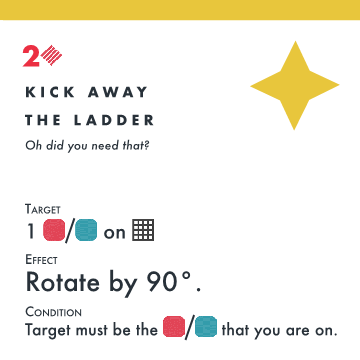 2
KICK AWAY
THE LADDER
Oh did you need that?
Target
1 / on
Effect
Rotate by 90°.
Condition
Target must be the / that you are on.